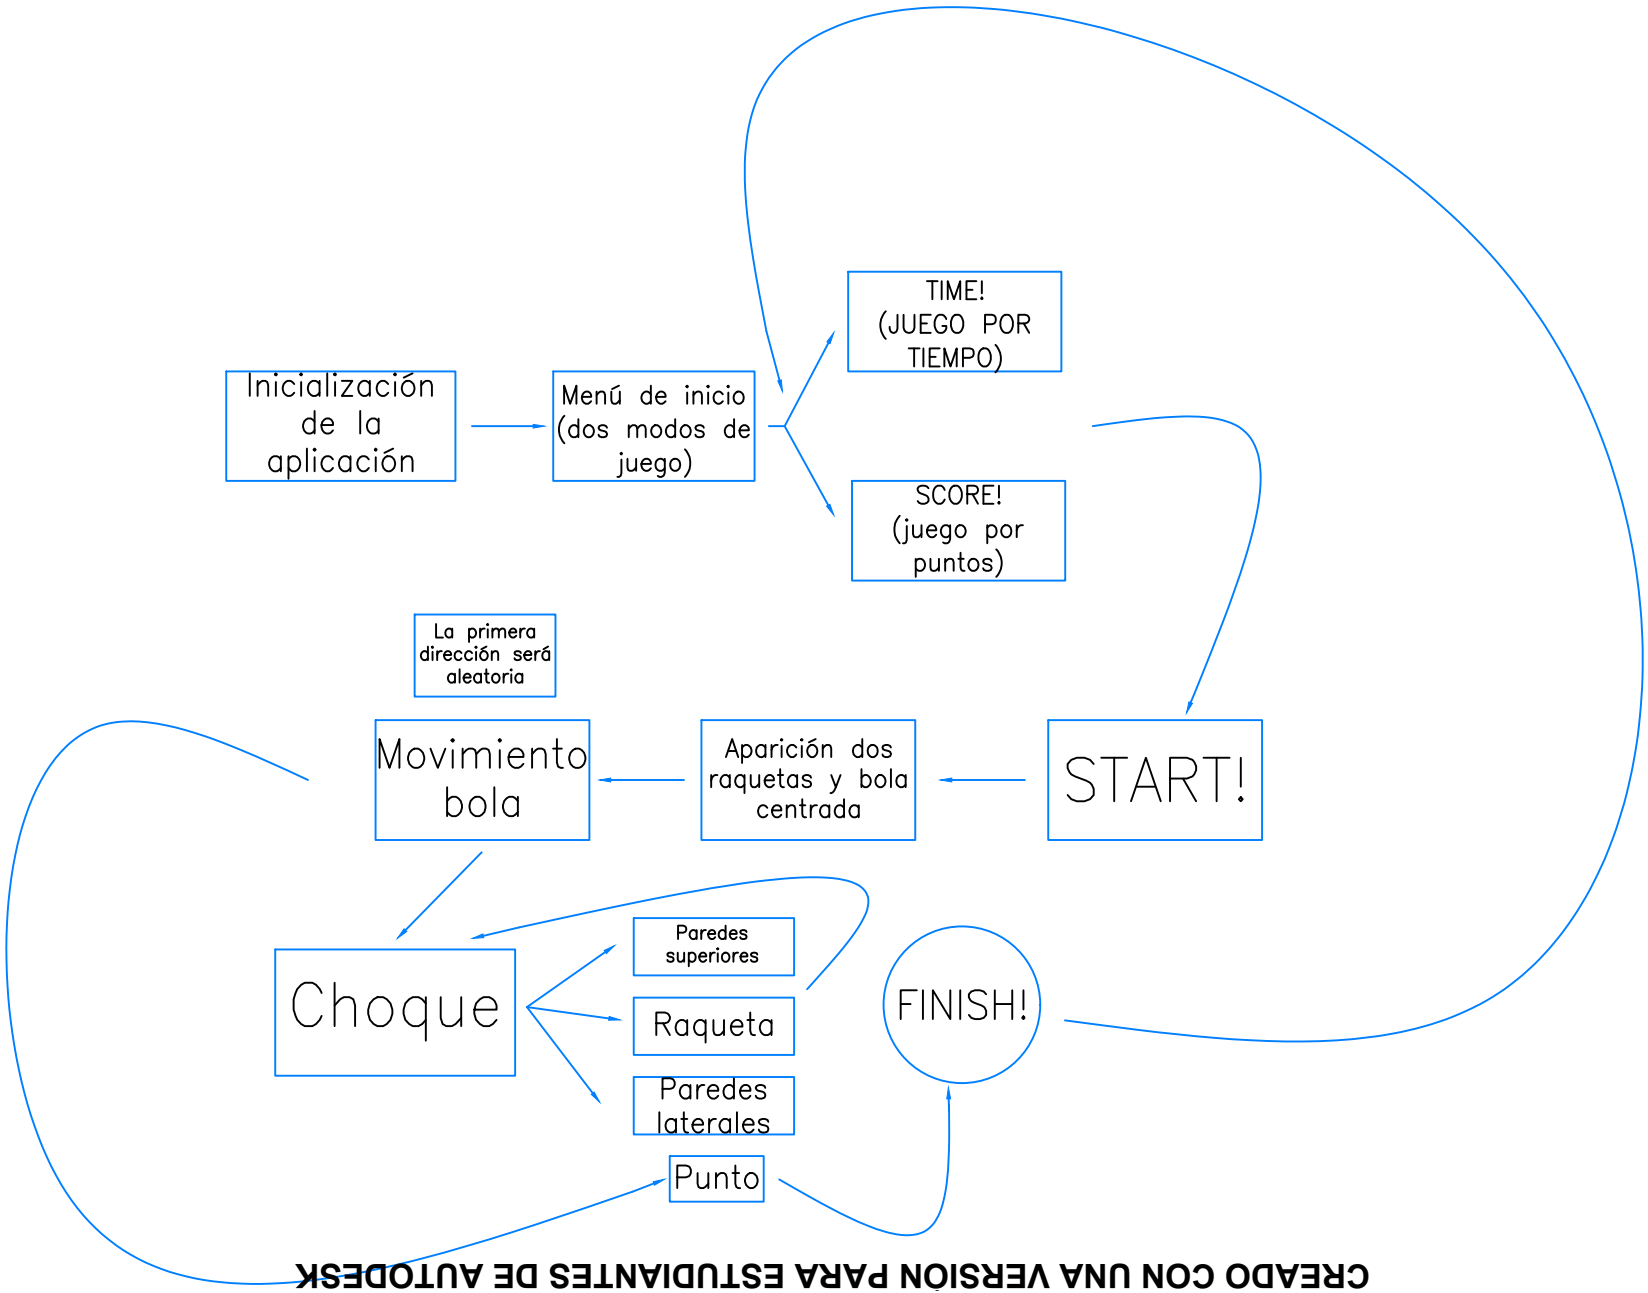 TIME!
(JUEGO POR
TIEMPO)
Inicialización
de la
aplicación
Menú de inicio
(dos modos de
juego)
SCORE!
(juego por
puntos)
La primera
dirección será
aleatoria
Movimiento
bola
Aparición dos
raquetas y bola
centrada
START!
Choque
Paredes
superiores
Raqueta
Paredes
laterales
FINISH!
Punto
CREADO CON UNA VERSIÓN PARA ESTUDIANTES DE AUTODESK